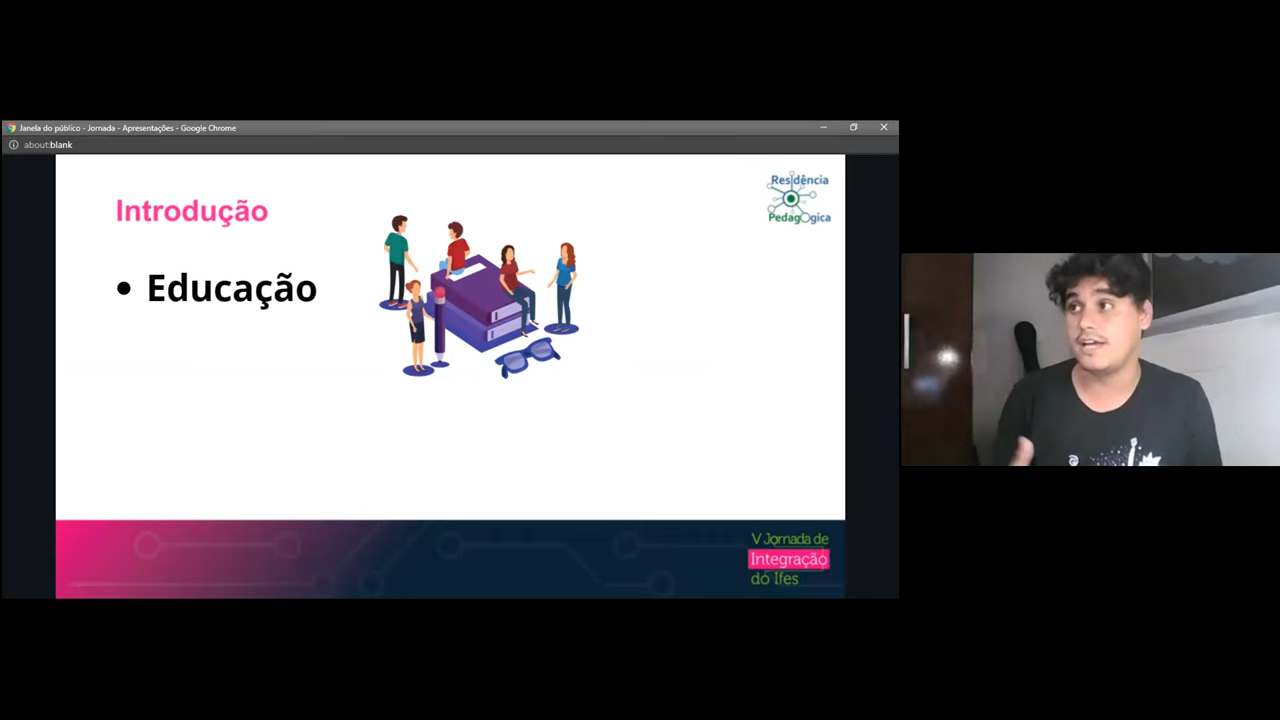 Janela do público - Jornada - Apresentações - Google Chrome
about:blank
Introdução
• Educação
Residência
Pedagógica
V Jornada de
Integração
do Ifes